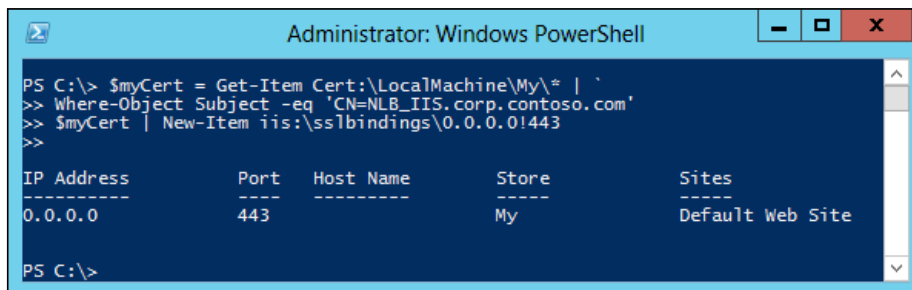 Administrator: Windows PowerShell
PS C:\> $myCert = Get-Item Cert:\LocalMachine\My\* | `
>> Where-Object Subject -eq 'CN=NLB_IIS.corp.contoso.com'
>> $myCert | New-Item iis:\sslbindings\0.0.0.0!443
>>
IP Address Port Host Name Store Sites
---------- ---- --------- ----- -----
0.0.0.0 443 My Default Web Site
PS C:\>